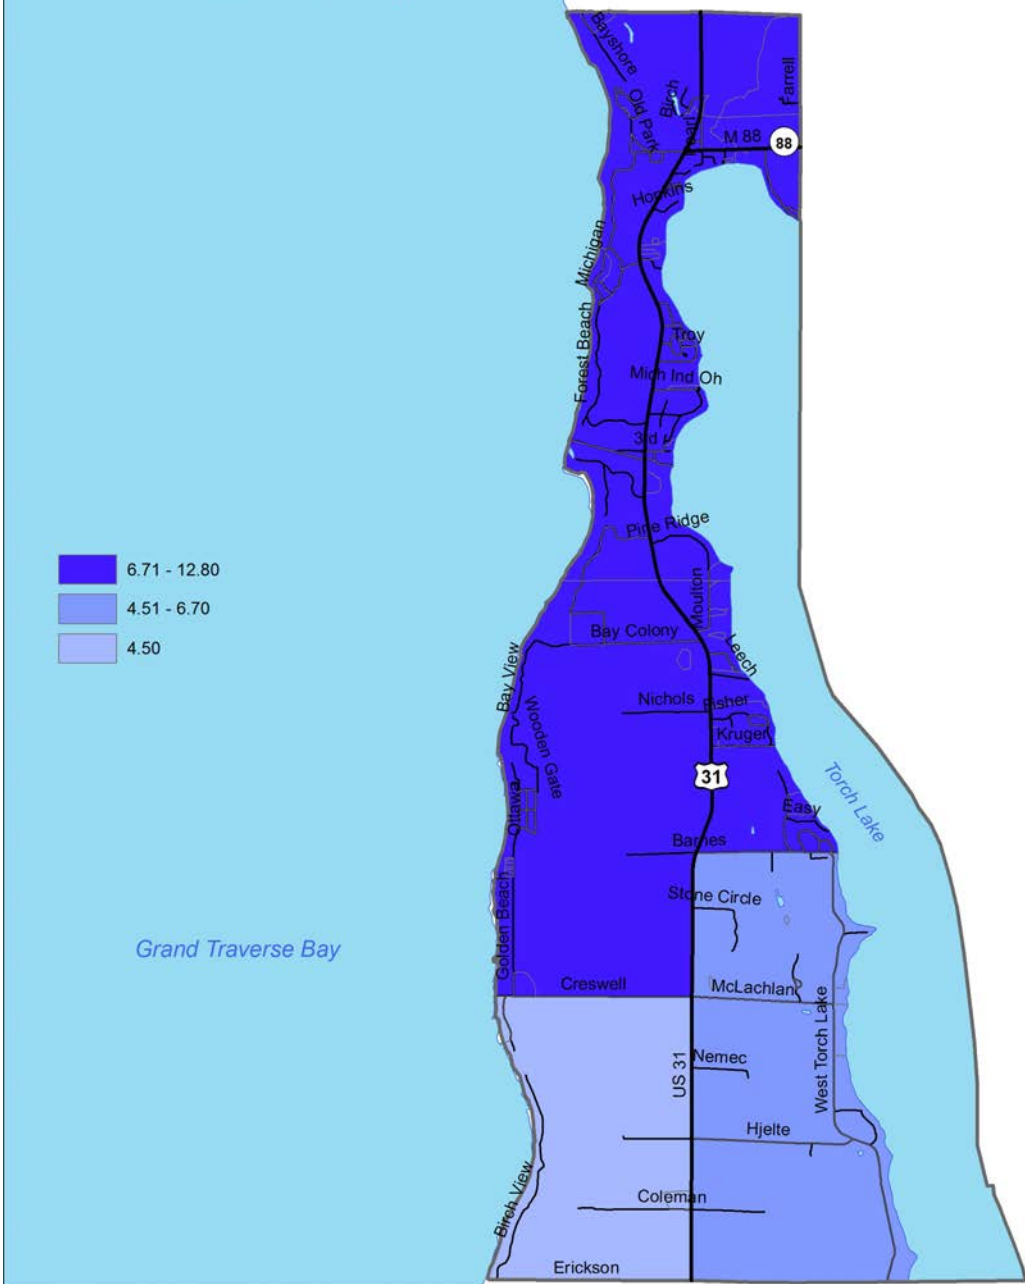 Bayshore
Farrell
Birch
Old Park
M 88
88
Hopkins
Michigan
Forest Beach
Troy
Mich Ind Oh
3rd
Pine Ridge
6.71 - 12.80
4.51 - 6.70
4.50
Moulton
Bay Colony
Leech
Bay View
Nichols
Fisher
Wooden Gate
Kruger
31
Torch Lake
Ottawa
Easy
Barnes
Stone Circle
Golden Beach
Grand Traverse Bay
Creswell
McLachlan
West Torch Lake
US 31
Nemec
Hjelte
Birch View
Coleman
Erickson